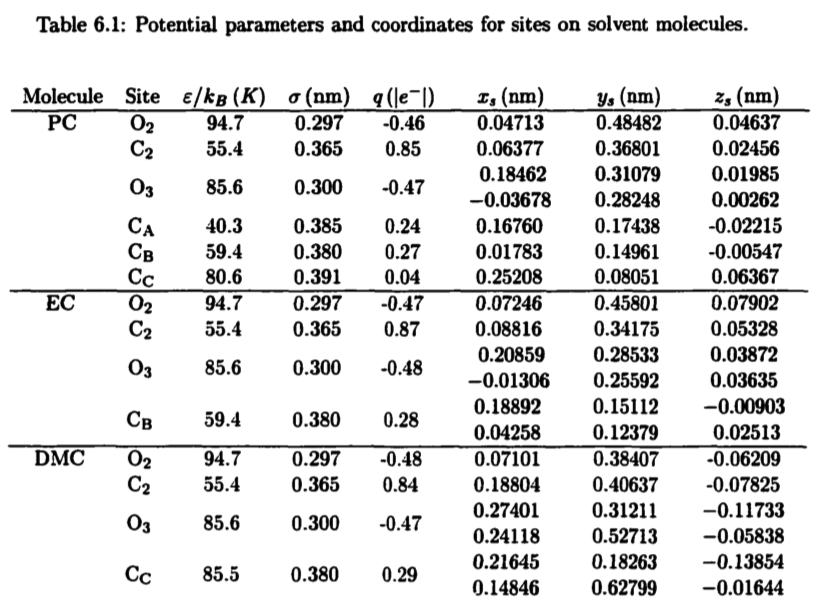 Table 6.1: Potential parameters and coordinates for sites on solvent molecules.
Molecule Site ε/k_B (K) σ (nm) q (|e⁻|) x_s (nm) y_s (nm) z_s (nm)
PC O₂ 94.7 0.297 -0.46 0.04713 0.48482 0.04637
C₂ 55.4 0.365 0.85 0.06377 0.36801 0.02456
0.18462 0.31079 0.01985
O₃ 85.6 0.300 -0.47
−0.03678 0.28248 0.00262
C_A 40.3 0.385 0.24 0.16760 0.17438 -0.02215
C_B 59.4 0.380 0.27 0.01783 0.14961 -0.00547
C_C 80.6 0.391 0.04 0.25208 0.08051 0.06367
EC O₂ 94.7 0.297 -0.47 0.07246 0.45801 0.07902
C₂ 55.4 0.365 0.87 0.08816 0.34175 0.05328
0.20859 0.28533 0.03872
O₃ 85.6 0.300 -0.48
−0.01306 0.25592 0.03635
0.18892 0.15112 −0.00903
C_B 59.4 0.380 0.28
0.04258 0.12379 0.02513
DMC O₂ 94.7 0.297 -0.48 0.07101 0.38407 -0.06209
C₂ 55.4 0.365 0.84 0.18804 0.40637 -0.07825
0.27401 0.31211 −0.11733
O₃ 85.6 0.300 -0.47
0.24118 0.52713 −0.05838
0.21645 0.18263 −0.13854
C_C 85.5 0.380 0.29
0.14846 0.62799 −0.01644